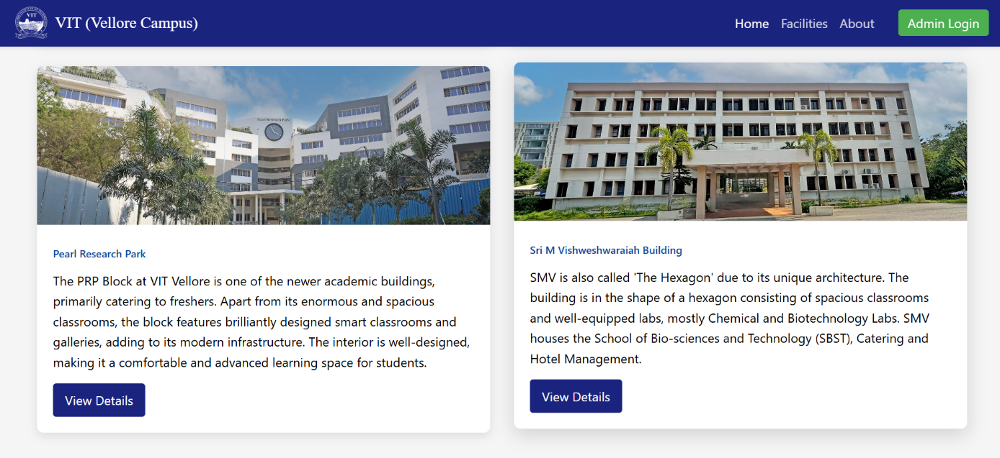 VIT
VIT (Vellore Campus)
Home Facilities About Admin Login
Pearl Research Park
Pearl Research Park
The PRP Block at VIT Vellore is one of the newer academic buildings,
primarily catering to freshers. Apart from its enormous and spacious
classrooms, the block features brilliantly designed smart classrooms and
galleries, adding to its modern infrastructure. The interior is well-designed,
making it a comfortable and advanced learning space for students.
View Details
Sri M Vishweshwaraiah Building
SMV is also called 'The Hexagon' due to its unique architecture. The
building is in the shape of a hexagon consisting of spacious classrooms
and well-equipped labs, mostly Chemical and Biotechnology Labs. SMV
houses the School of Bio-sciences and Technology (SBST), Catering and
Hotel Management.
View Details